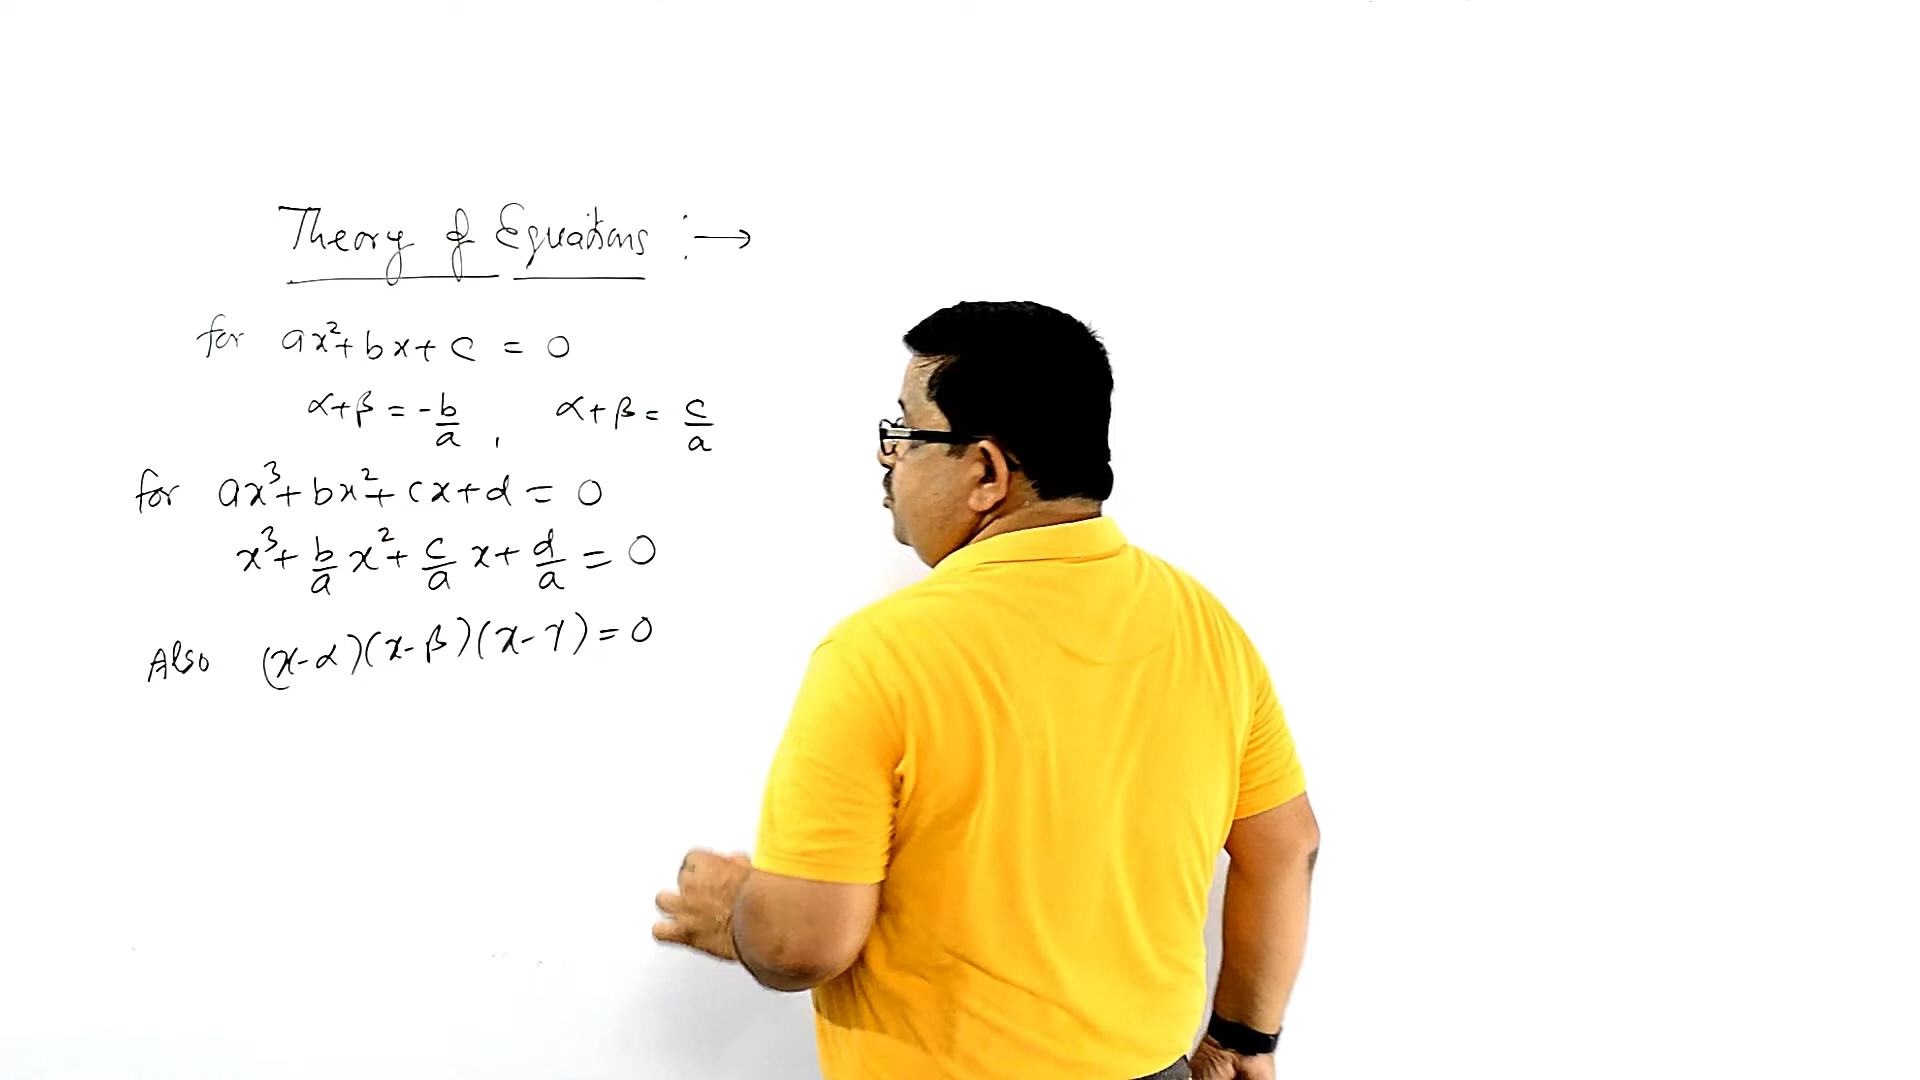 Theory of Equations :→
for ax²+bx+c = 0
α+β = -b/a , α+β = c/a
for ax³+bx²+cx+d = 0
x³+ b/a x²+ c/a x+ d/a = 0
Also (x-α)(x-β)(x-γ)=0